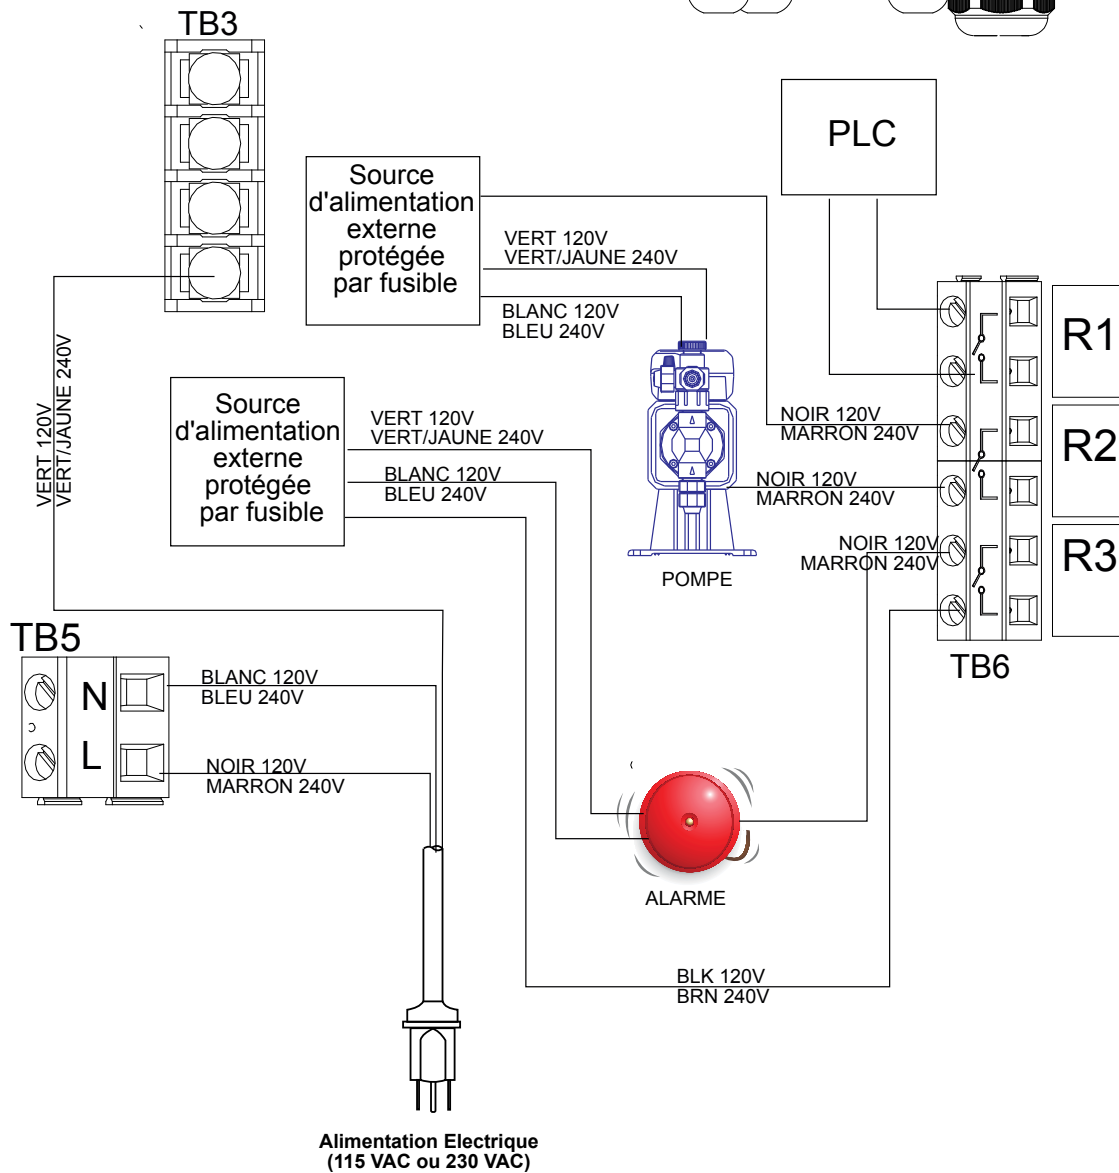 TB3
PLC
Source
d'alimentation
externe
protégée
par fusible
VERT 120V
VERT/JAUNE 240V
BLANC 120V
BLEU 240V
R1
R2
R3
VERT 120V
VERT/JAUNE 240V
Source
d'alimentation
externe
protégée
par fusible
VERT 120V
VERT/JAUNE 240V
BLANC 120V
BLEU 240V
NOIR 120V
MARRON 240V
NOIR 120V
MARRON 240V
NOIR 120V
MARRON 240V
POMPE
TB6
TB5
N
L
BLANC 120V
BLEU 240V
NOIR 120V
MARRON 240V
ALARME
BLK 120V
BRN 240V
Alimentation Electrique
(115 VAC ou 230 VAC)